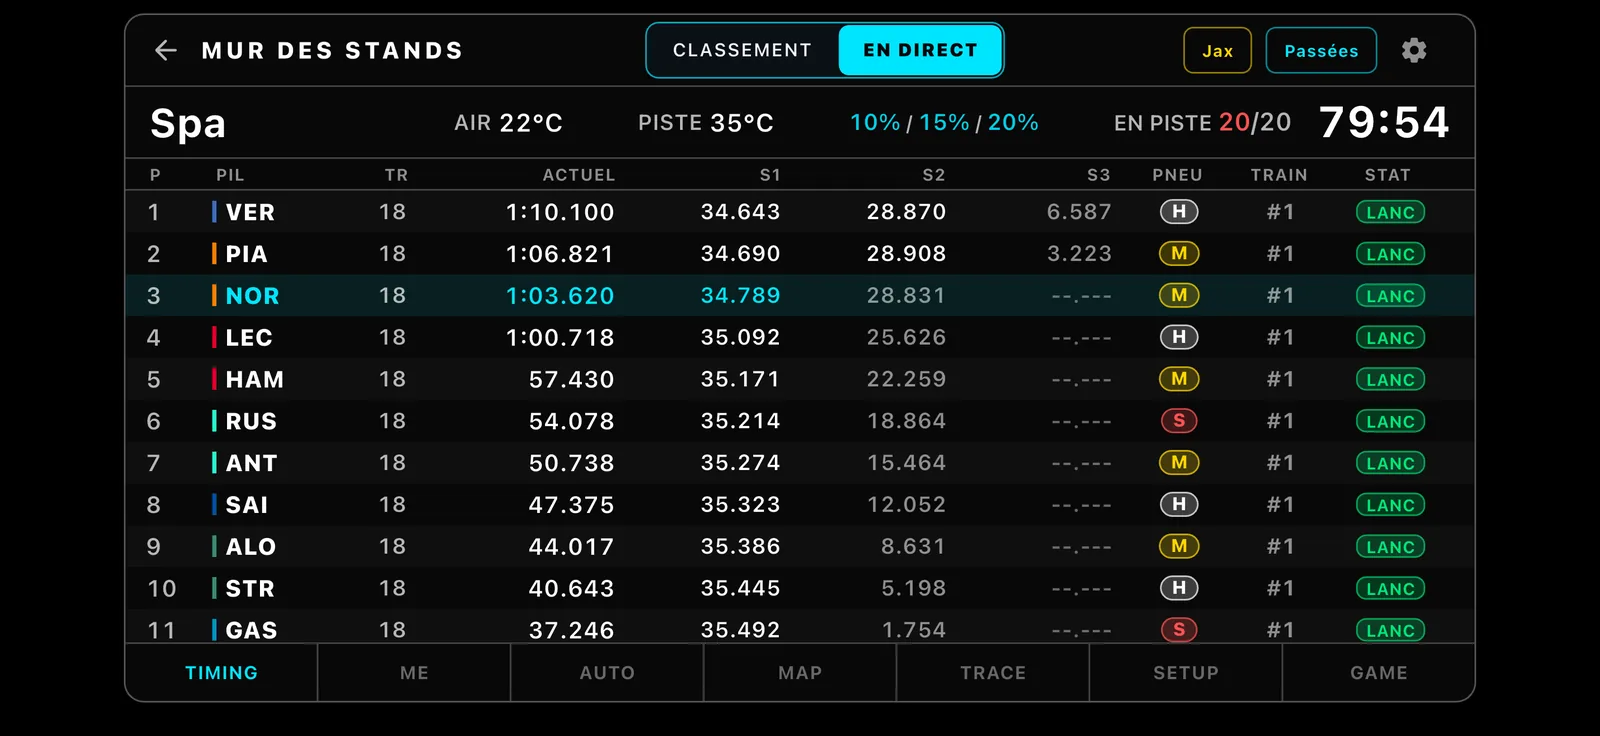 MUR DES STANDS CLASSEMENT EN DIRECT Jax Passées
Spa AIR 22°C PISTE 35°C 10% / 15% / 20% EN PISTE 20/20 79:54
P PIL TR ACTUEL S1 S2 S3 PNEU TRAIN STAT
1 VER 18 1:10.100 34.643 28.870 6.587 H #1 LANC
2 PIA 18 1:06.821 34.690 28.908 3.223 M #1 LANC
3 NOR 18 1:03.620 34.789 28.831 --.--- M #1 LANC
4 LEC 18 1:00.718 35.092 25.626 --.--- H #1 LANC
5 HAM 18 57.430 35.171 22.259 --.--- M #1 LANC
6 RUS 18 54.078 35.214 18.864 --.--- S #1 LANC
7 ANT 18 50.738 35.274 15.464 --.--- M #1 LANC
8 SAI 18 47.375 35.323 12.052 --.--- H #1 LANC
9 ALO 18 44.017 35.386 8.631 --.--- M #1 LANC
10 STR 18 40.643 35.445 5.198 --.--- H #1 LANC
11 GAS 18 37.246 35.492 1.754 --.--- S #1 LANC
TIMING ME AUTO MAP TRACE SETUP GAME